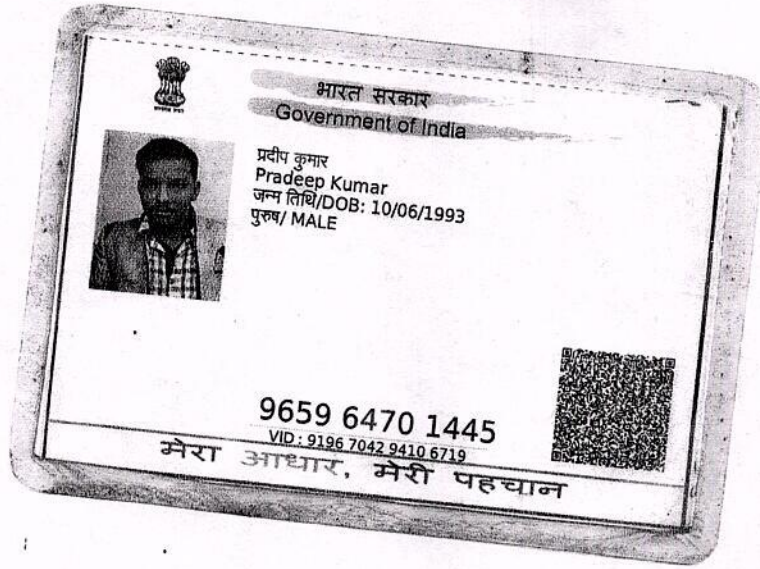 भारत सरकार
Government of India
प्रदीप कुमार
Pradeep Kumar
जन्म तिथि/DOB: 10/06/1993
पुरुष/ MALE
9659 6470 1445
VID : 9196 7042 9410 6719
मेरा आधार, मेरी पहचान